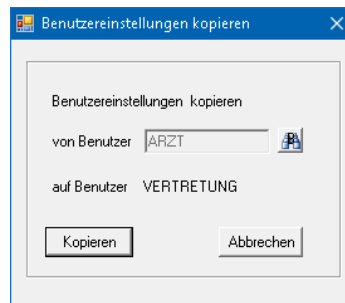 Benutzereinstellungen kopieren
Benutzereinstellungen kopieren
von Benutzer ARZT
auf Benutzer VERTRETUNG
Kopieren Abbrechen